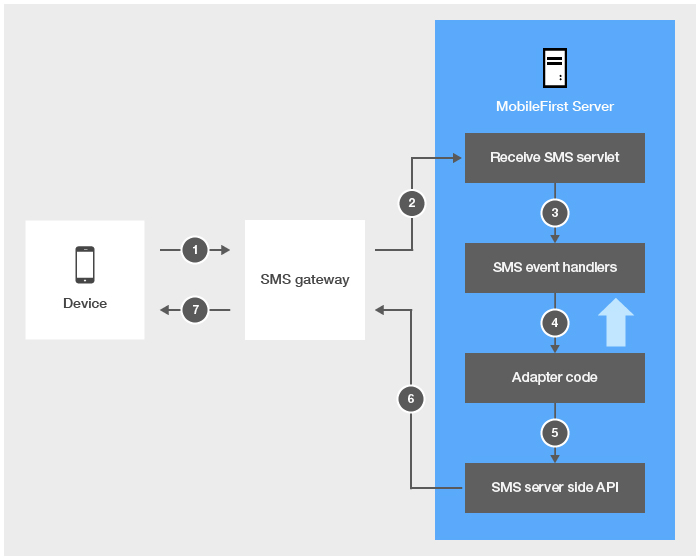 MobileFirst Server
Receive SMS servlet
2
3
1
SMS event handlers
SMS gateway
Device
7
4
Adapter code
6
5
SMS server side API